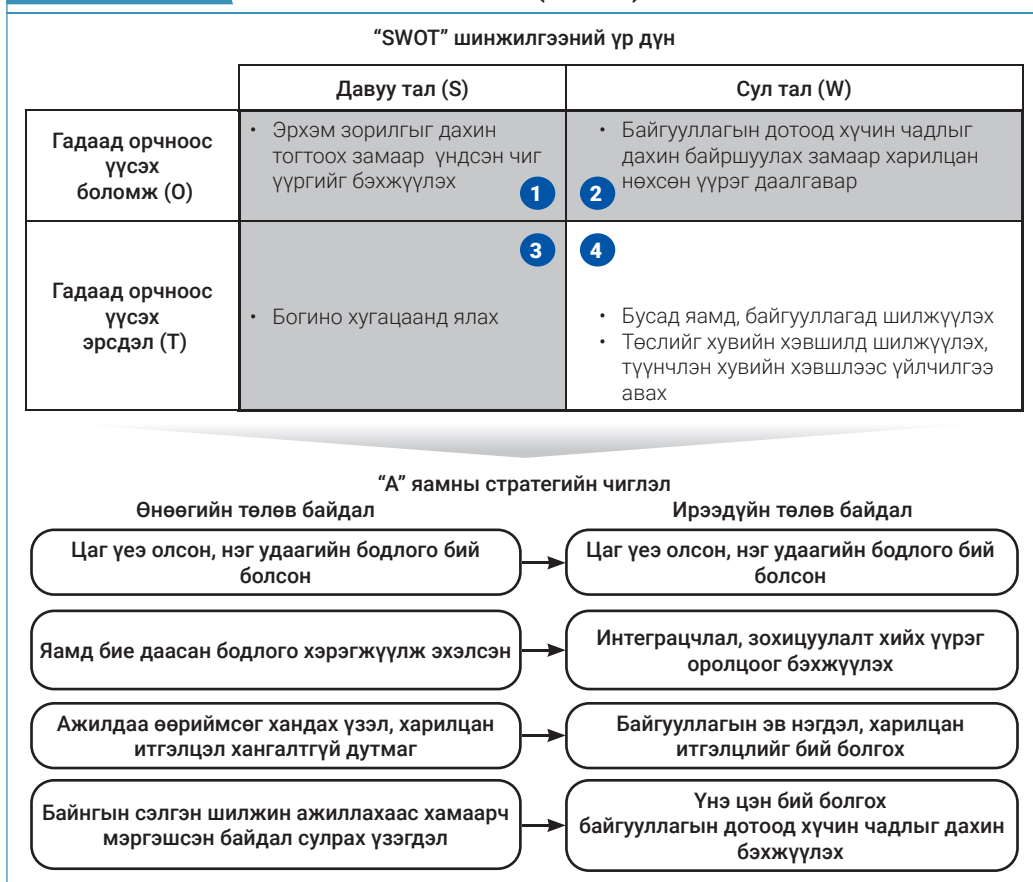 “SWOT” шинжилгээний үр дүн
Давуу тал (S)
Сул тал (W)
Гадаад орчноос
үүсэх
боломж (O)
• Эрхэм зорилгыг дахин
тогтоох замаар үндсэн чиг
үүргийг бэхжүүлэх
1
2
• Байгууллагын дотоод хүчин чадлыг
дахин байршуулах замаар харилцан
нөхсөн үүрэг даалгавар
Гадаад орчноос
үүсэх
эрсдэл (T)
3
• Богино хугацаанд ялах
4
• Бусад яамд, байгууллагад шилжүүлэх
• Төслийг хувийн хэвшилд шилжүүлэх,
түүнчлэн хувийн хэвшлээс үйлчилгээ
авах
“А” яамны стратегийн чиглэл
Өнөөгийн төлөв байдал
Ирээдүйн төлөв байдал
Цаг үеэ олсон, нэг удаагийн бодлого бий
болсон
Цаг үеэ олсон, нэг удаагийн бодлого бий
болсон
Яамд бие даасан бодлого хэрэгжүүлж эхэлсэн
Интеграцчлал, зохицуулалт хийх үүрэг
оролцоог бэхжүүлэх
Ажилдаа өөриймсөг хандах үзэл, харилцан
итгэлцэл хангалтгүй дутмаг
Байгууллагын эв нэгдэл, харилцан
итгэлцлийг бий болгох
Байнгын сэлгэн шилжин ажиллахаас хамаарч
мэргэшсэн байдал сулрах үзэгдэл
Үнэ цэн бий болгох
байгууллагын дотоод хүчин чадлыг дахин
бэхжүүлэх